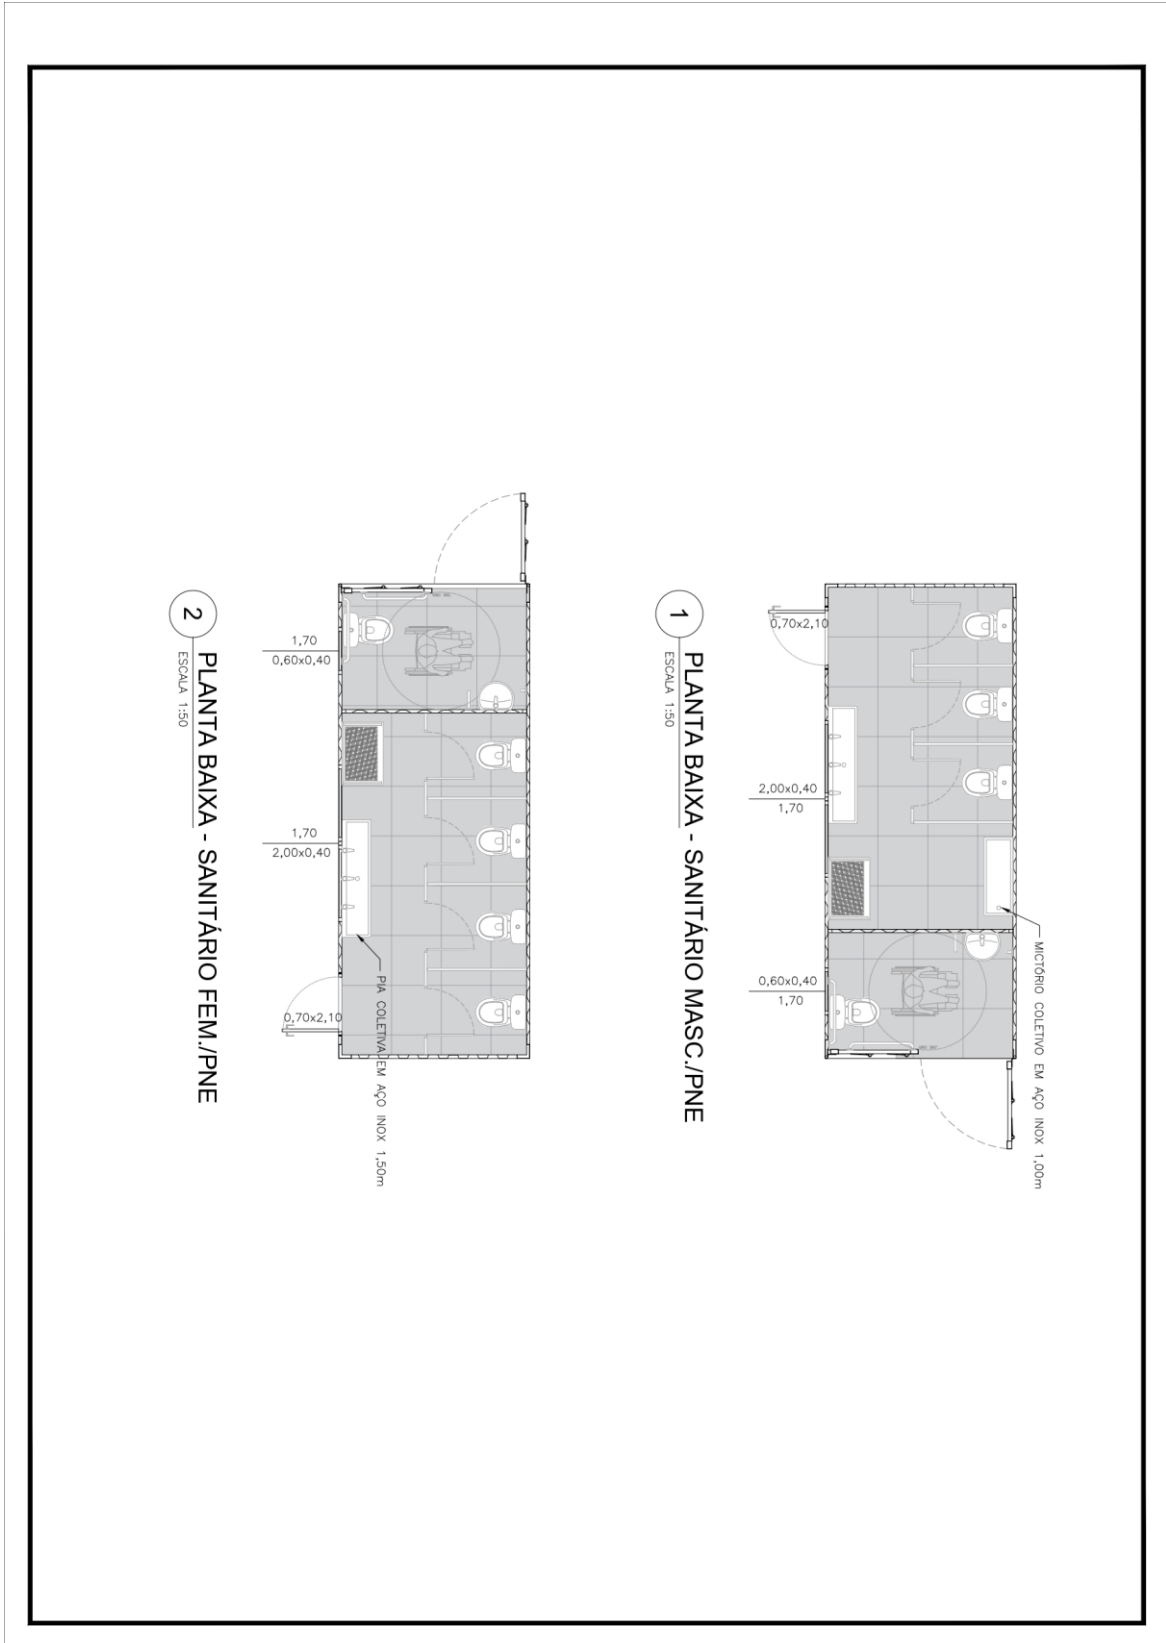 0,70x2,10
2,00x0,40
1,70
0,60x0,40
1,70
MICTÓRIO COLETIVO EM AÇO INOX 1,00m
1
PLANTA BAIXA - SANITÁRIO MASC./PNE
ESCALA 1:50
1,70
0,60x0,40
1,70
2,00x0,40
0,70x2,10
PIA COLETIVA EM AÇO INOX 1,50m
2
PLANTA BAIXA - SANITÁRIO FEM./PNE
ESCALA 1:50